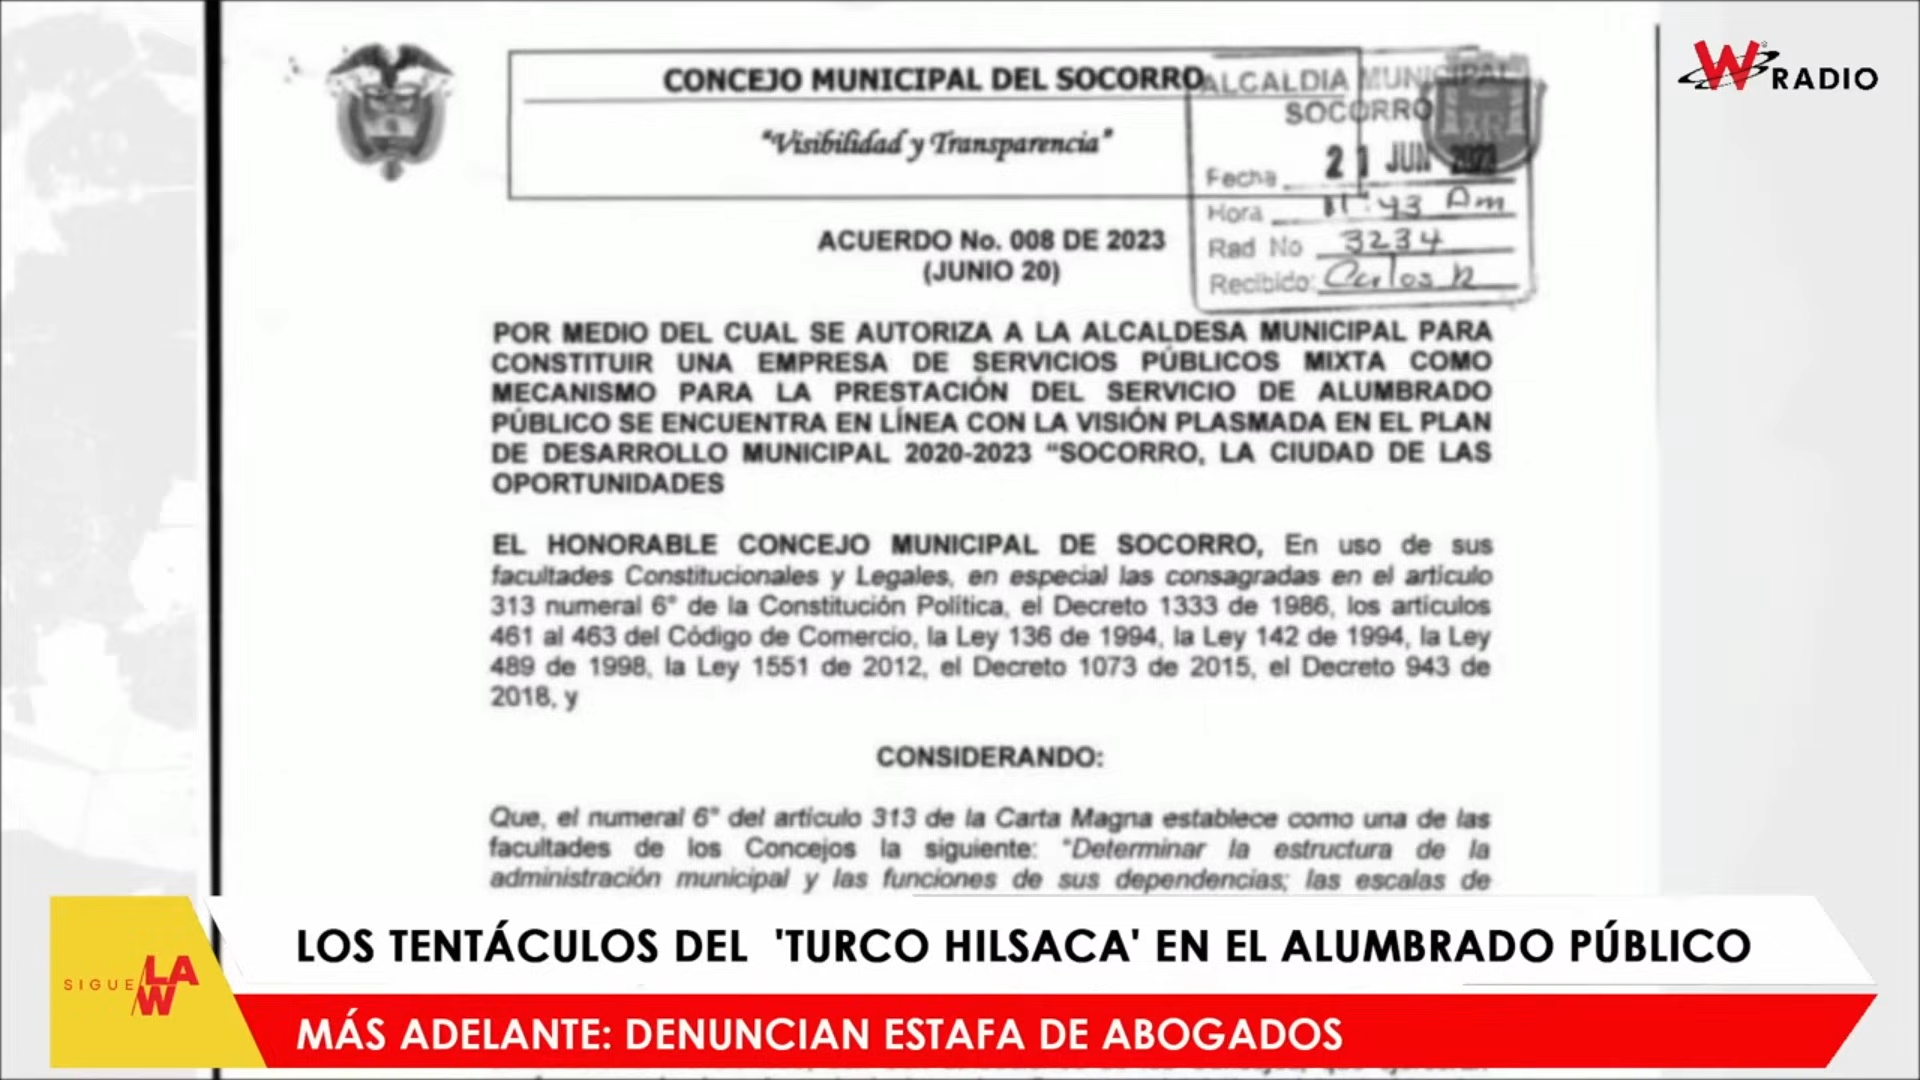 CONCEJO MUNICIPAL DEL SOCORRO
"Visibilidad y Transparencia"
ALCALDIA MUNICIPAL
SOCORRO
Fecha 21 JUN 2023
Hora 11:43 Am
Rad No 3234
Recibido: Carlos R
W RADIO
ACUERDO No. 008 DE 2023
(JUNIO 20)
POR MEDIO DEL CUAL SE AUTORIZA A LA ALCALDESA MUNICIPAL PARA
CONSTITUIR UNA EMPRESA DE SERVICIOS PÚBLICOS MIXTA COMO
MECANISMO PARA LA PRESTACIÓN DEL SERVICIO DE ALUMBRADO
PÚBLICO SE ENCUENTRA EN LÍNEA CON LA VISIÓN PLASMADA EN EL PLAN
DE DESARROLLO MUNICIPAL 2020-2023 “SOCORRO, LA CIUDAD DE LAS
OPORTUNIDADES
EL HONORABLE CONCEJO MUNICIPAL DE SOCORRO, En uso de sus
facultades Constitucionales y Legales, en especial las consagradas en el artículo
313 numeral 6° de la Constitución Política, el Decreto 1333 de 1986, los artículos
461 al 463 del Código de Comercio, la Ley 136 de 1994, la Ley 142 de 1994, la Ley
489 de 1998, la Ley 1551 de 2012, el Decreto 1073 de 2015, el Decreto 943 de
2018, y
CONSIDERANDO:
Que, el numeral 6° del artículo 313 de la Carta Magna establece como una de las
facultades de los Concejos la siguiente: "Determinar la estructura de la
administración municipal y las funciones de sus dependencias; las escalas de
LOS TENTÁCULOS DEL 'TURCO HILSACA' EN EL ALUMBRADO PÚBLICO
SIGUE LA W
MÁS ADELANTE: DENUNCIAN ESTAFA DE ABOGADOS